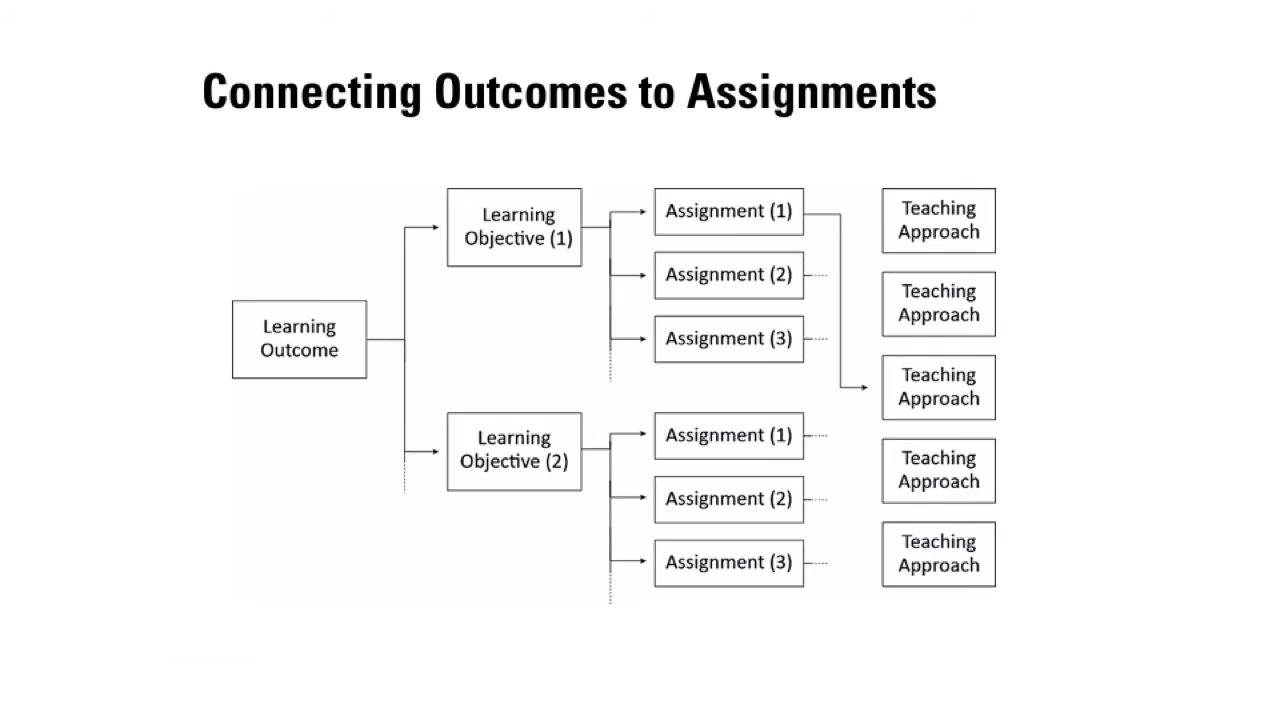 Connecting Outcomes to Assignments
Learning
Outcome
Learning
Objective (1)
Assignment (1)
Assignment (2)
Assignment (3)
Learning
Objective (2)
Assignment (1)
Assignment (2)
Assignment (3)
Teaching
Approach
Teaching
Approach
Teaching
Approach
Teaching
Approach
Teaching
Approach